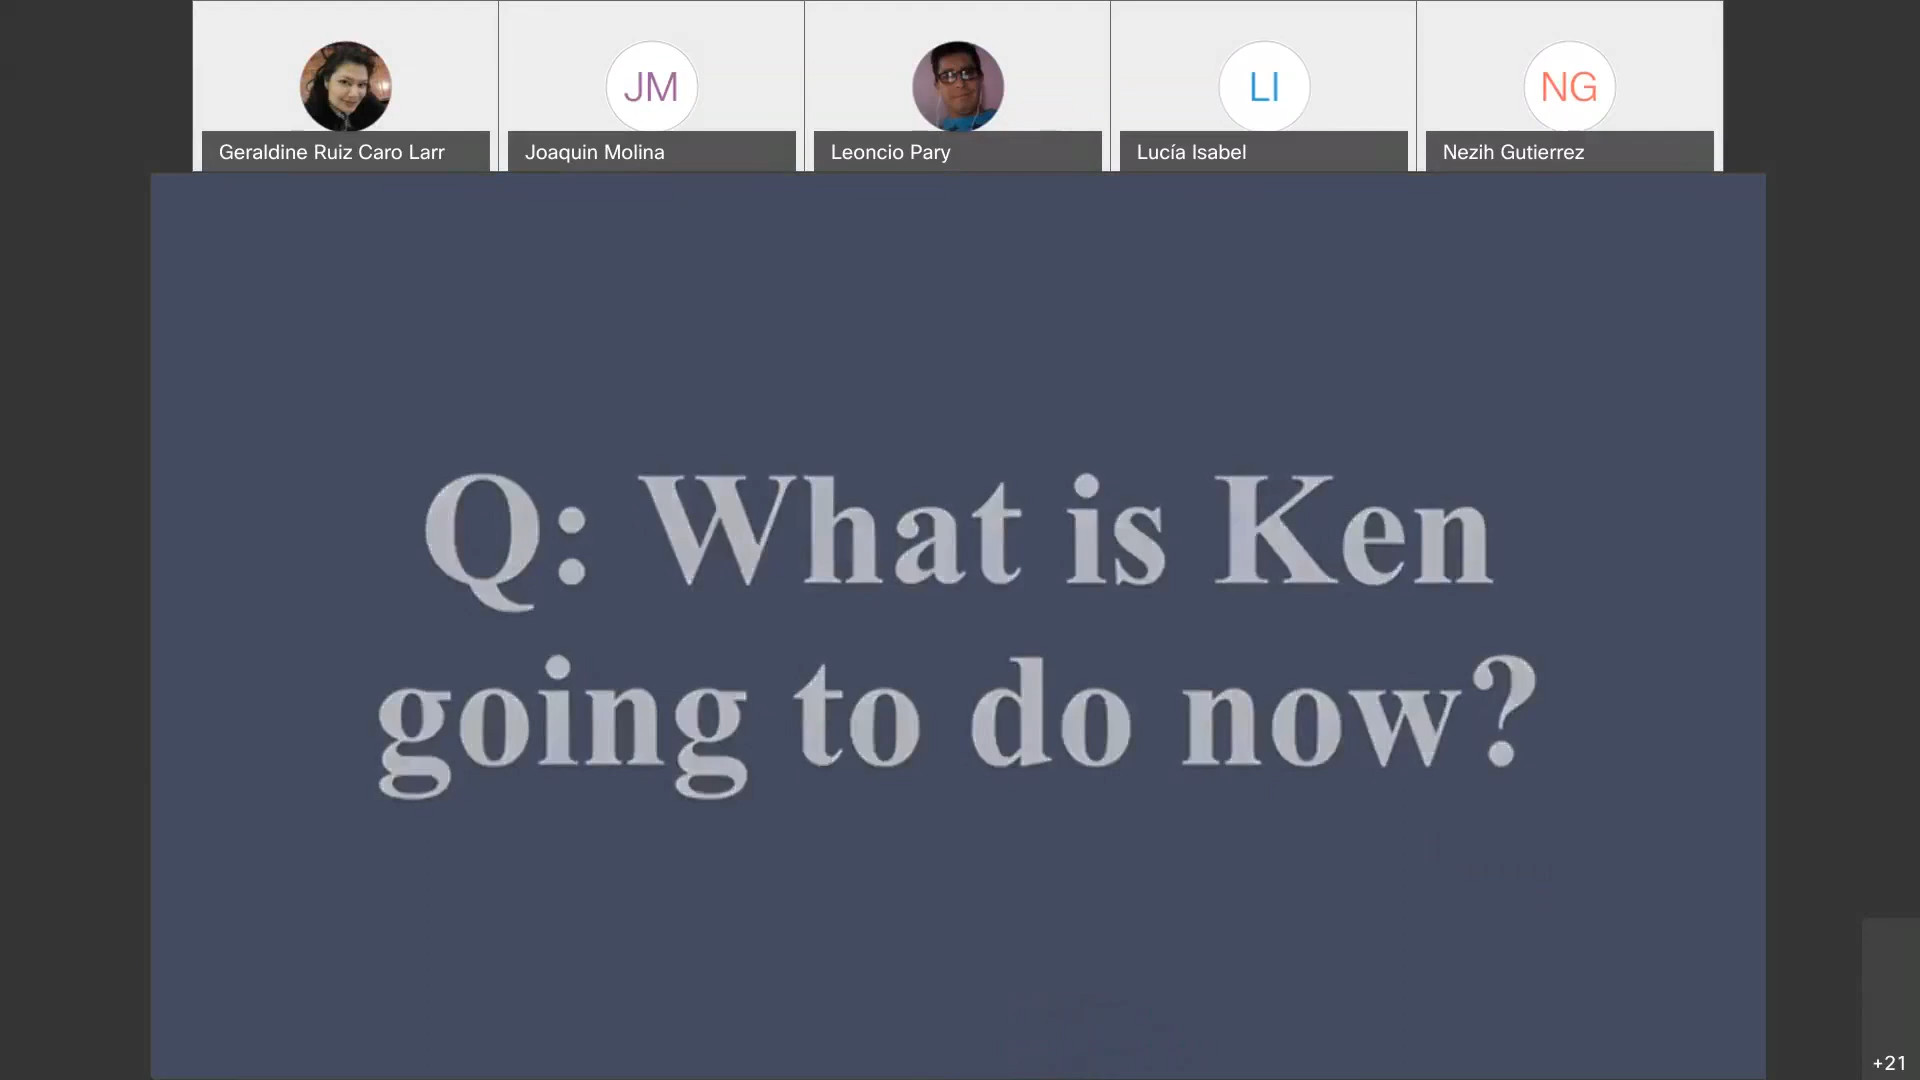 JM
LI
NG
Geraldine Ruiz Caro Larr
Joaquin Molina
Leoncio Pary
Lucía Isabel
Nezih Gutierrez
Q: What is Ken
going to do now?
+21